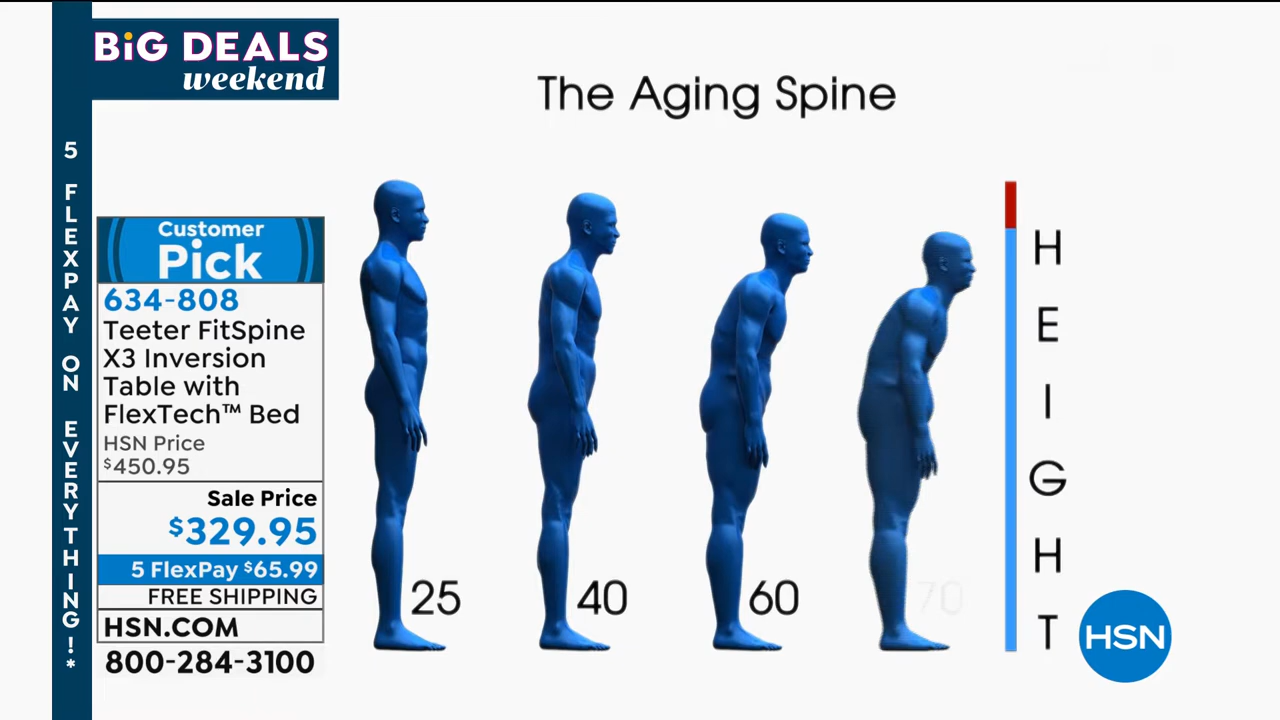 BiG DEALS
weekend
5 FLEXPAY ON EVERYTHING!*
Customer
Pick
634-808
Teeter FitSpine
X3 Inversion
Table with
FlexTech™ Bed
HSN Price
$450.95
Sale Price
$329.95
5 FlexPay $65.99
FREE SHIPPING
HSN.COM
800-284-3100
The Aging Spine
25
40
60
70
HEIGHT
HSN